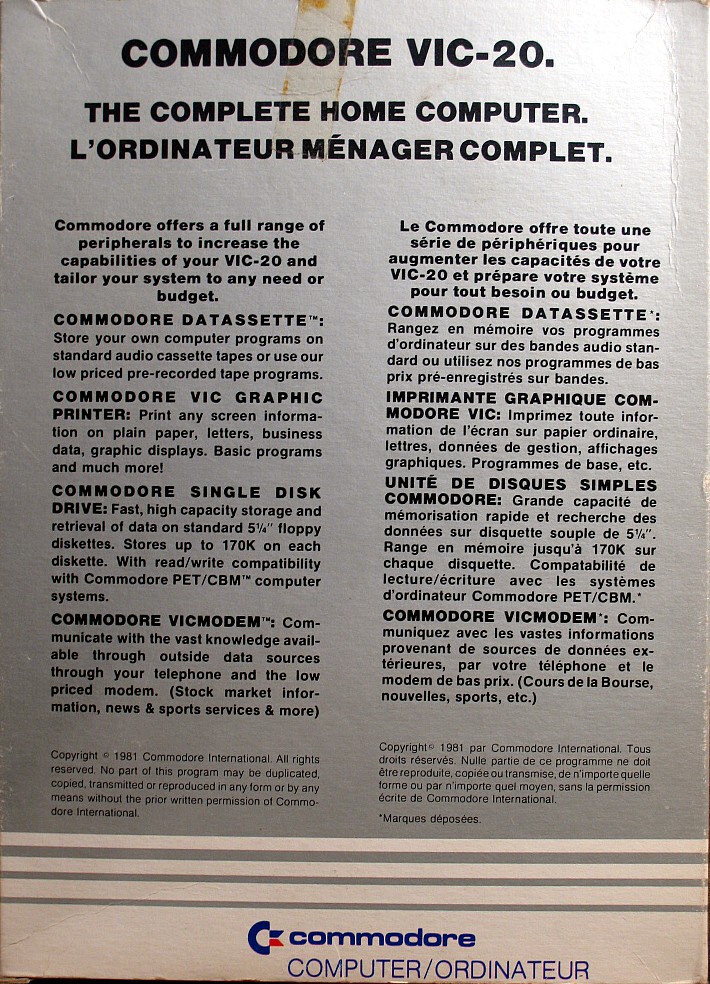 COMMODORE VIC-20.
THE COMPLETE HOME COMPUTER.
L'ORDINATEUR MÉNAGER COMPLET.
Commodore offers a full range of
peripherals to increase the
capabilities of your VIC-20 and
tailor your system to any need or
budget.
COMMODORE DATASSETTE™:
Store your own computer programs on
standard audio cassette tapes or use our
low priced pre-recorded tape programs.
COMMODORE VIC GRAPHIC
PRINTER: Print any screen informa-
tion on plain paper, letters, business
data, graphic displays. Basic programs
and much more!
COMMODORE SINGLE DISK
DRIVE: Fast, high capacity storage and
retrieval of data on standard 5¼" floppy
diskettes. Stores up to 170K on each
diskette. With read/write compatibility
with Commodore PET/CBM™ computer
systems.
COMMODORE VICMODEM™: Com-
municate with the vast knowledge avail-
able through outside data sources
through your telephone and the low
priced modem. (Stock market infor-
mation, news & sports services & more)
Copyright © 1981 Commodore International. All rights
reserved. No part of this program may be duplicated,
copied, transmitted or reproduced in any form or by any
means without the prior written permission of Commo-
dore International.
Le Commodore offre toute une
série de périphériques pour
augmenter les capacités de votre
VIC-20 et prépare votre système
pour tout besoin ou budget.
COMMODORE DATASSETTE*:
Rangez en mémoire vos programmes
d'ordinateur sur des bandes audio stan-
dard ou utilisez nos programmes de bas
prix pré-enregistrés sur bandes.
IMPRIMANTE GRAPHIQUE COM-
MODORE VIC: Imprimez toute infor-
mation de l'écran sur papier ordinaire,
lettres, données de gestion, affichages
graphiques. Programmes de base, etc.
UNITÉ DE DISQUES SIMPLES
COMMODORE: Grande capacité de
mémorisation rapide et recherche des
données sur disquette souple de 5¼".
Range en mémoire jusqu'à 170K sur
chaque disquette. Compatabilité de
lecture/écriture avec les systèmes
d'ordinateur Commodore PET/CBM.*
COMMODORE VICMODEM*: Com-
muniquez avec les vastes informations
provenant de sources de données ex-
térieures, par votre téléphone et le
modem de bas prix. (Cours de la Bourse,
nouvelles, sports, etc.)
Copyright © 1981 par Commodore International. Tous
droits réservés. Nulle partie de ce programme ne doit
être reproduite, copiée ou transmise, de n'importe quelle
forme ou par n'importe quel moyen, sans la permission
écrite de Commodore International.
*Marques déposées.
commodore
COMPUTER/ORDINATEUR